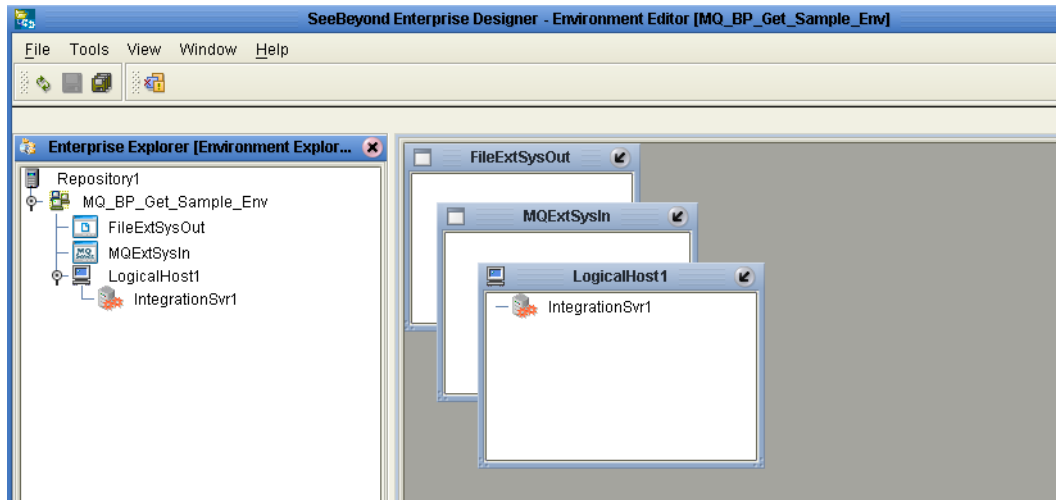 SeeBeyond Enterprise Designer - Environment Editor [MQ_BP_Get_Sample_Env]
File Tools View Window Help
Enterprise Explorer [Environment Explor...
Repository1
MQ_BP_Get_Sample_Env
FileExtSysOut
MQExtSysIn
LogicalHost1
IntegrationSvr1
FileExtSysOut
MQExtSysIn
LogicalHost1
IntegrationSvr1